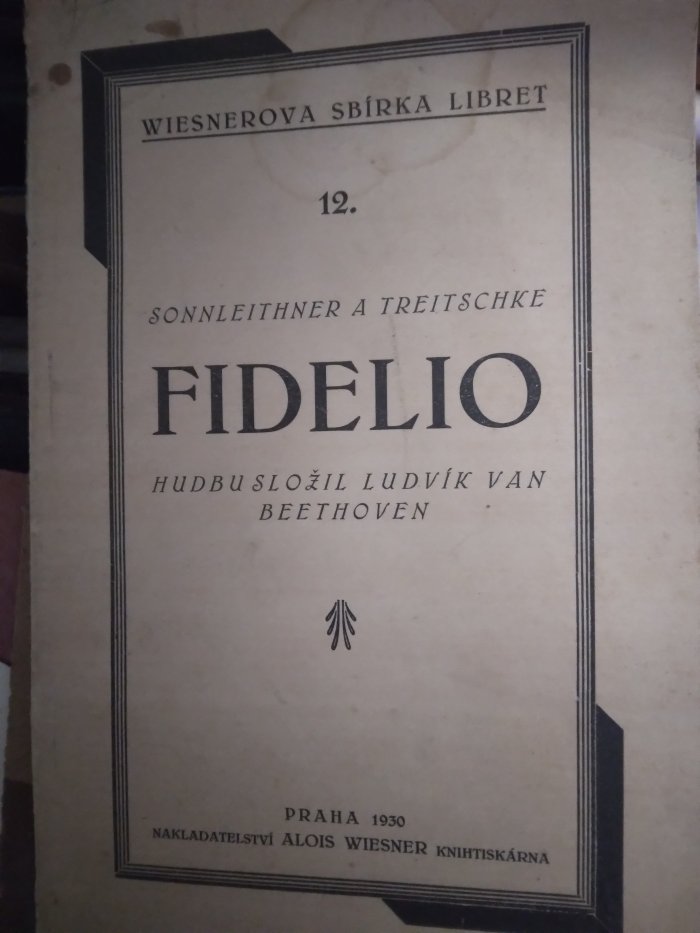 WIESNEROVA SBÍRKA LIBRET
12.
SONNLEITHNER A TREITSCHKE
FIDELIO
HUDBU SLOŽIL LUDVÍK VAN
BEETHOVEN
PRAHA 1930
NAKLADATELSTVÍ ALOIS WIESNER KNIHTISKÁRNA